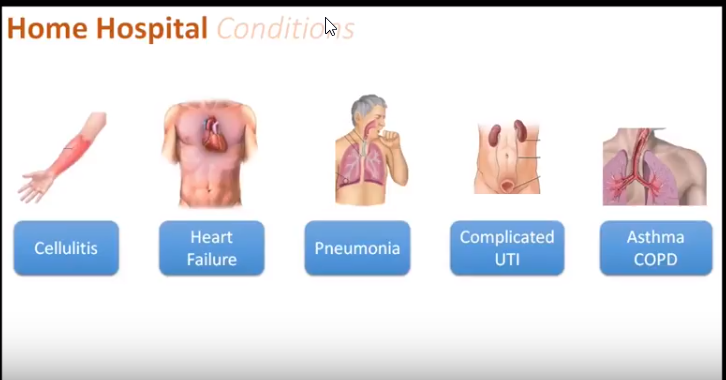 Home Hospital Conditions
Cellulitis
Heart
Failure
Pneumonia
Complicated
UTI
Asthma
COPD